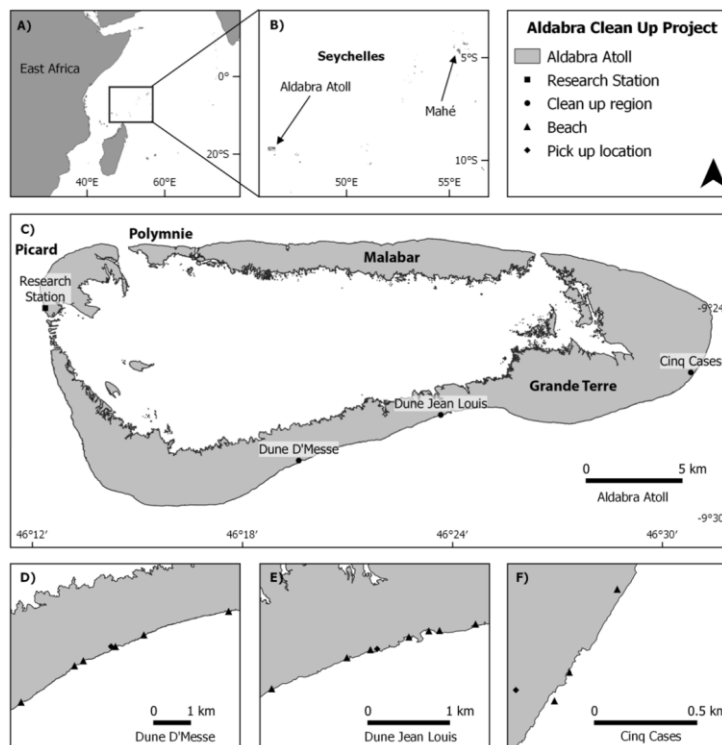 A)
East Africa
0°
20°S
40°E
60°E
B)
Seychelles
Aldabra Atoll
Mahé
5°S
10°S
50°E
55°E
Aldabra Clean Up Project
Aldabra Atoll
Research Station
Clean up region
Beach
Pick up location
C)
Picard
Polymnie
Malabar
Research
Station
-9°24
Cinq Cases
Grande Terre
Dune Jean Louis
Dune D'Messe
0 5 km
Aldabra Atoll
-9°30
46°12'
46°18'
46°24'
46°30'
D)
0 1 km
Dune D'Messe
E)
0 1 km
Dune Jean Louis
F)
0 0.5 km
Cinq Cases